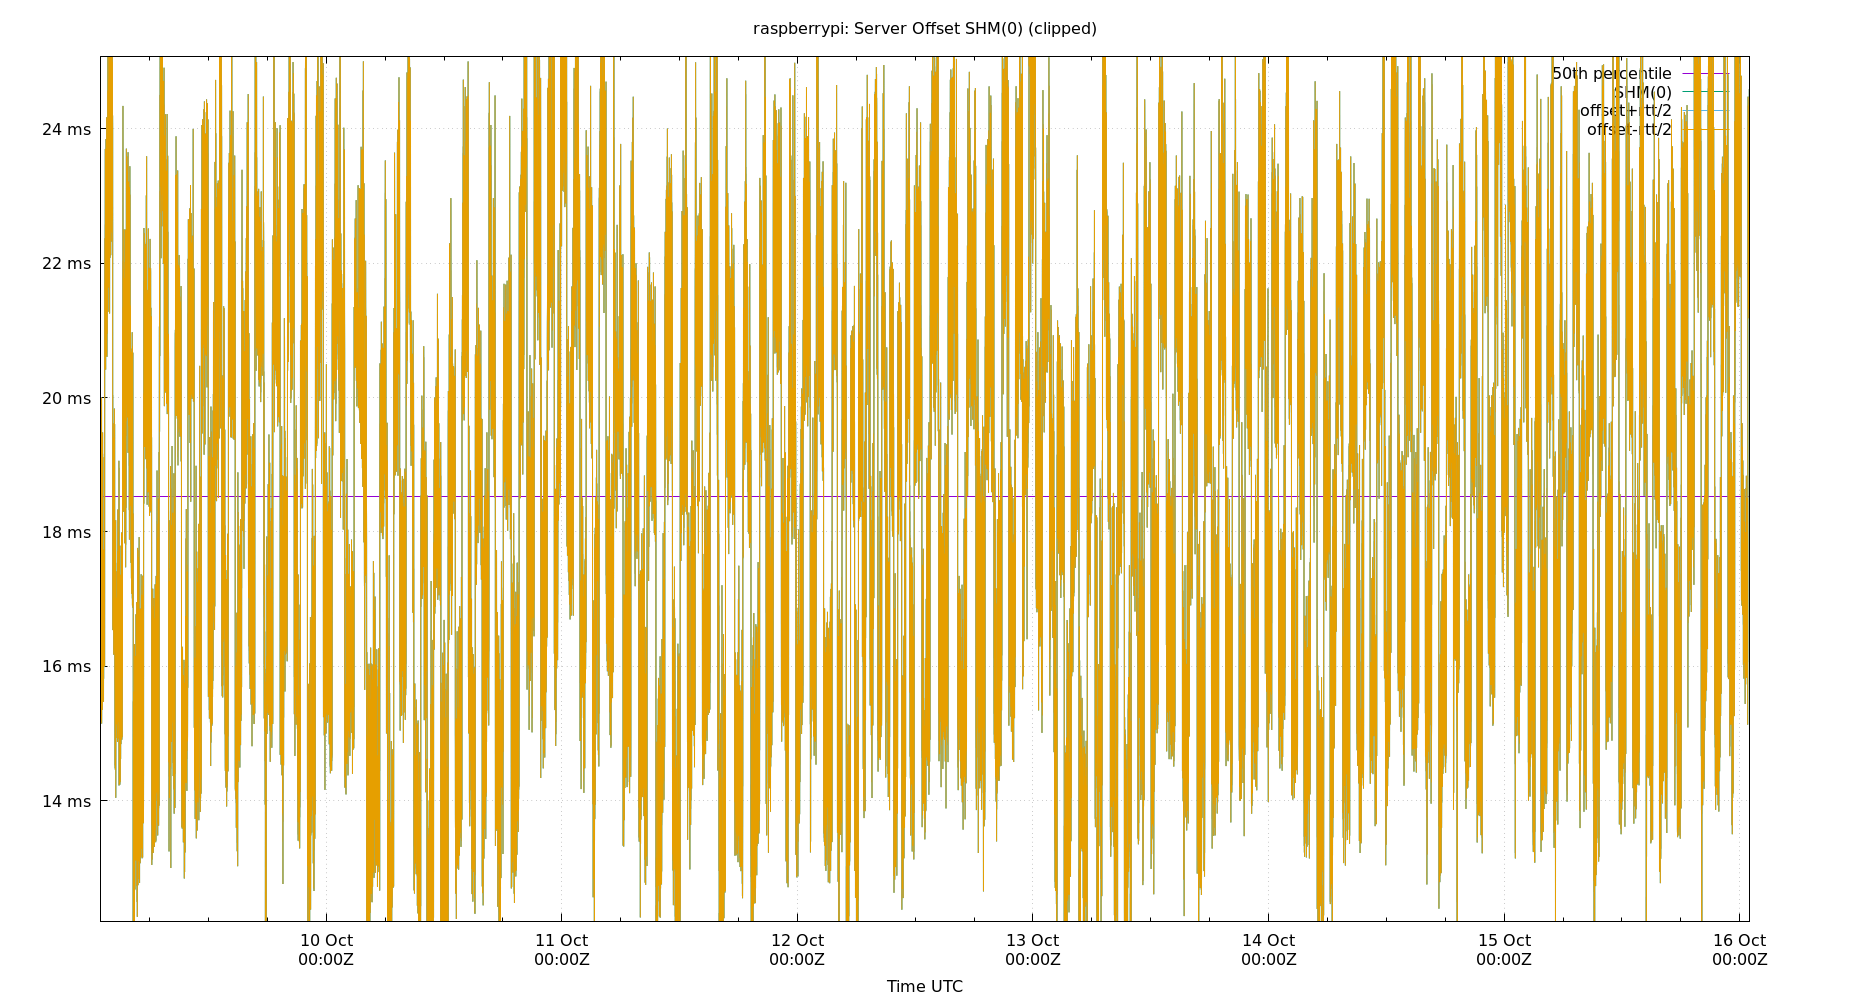 raspberrypi: Server Offset SHM(0) (clipped)
50th percentile
SHM(0)
offset+rtt/2
offset-rtt/2
24 ms
22 ms
20 ms
18 ms
16 ms
14 ms
10 Oct 11 Oct 12 Oct 13 Oct 14 Oct 15 Oct 16 Oct
00:00Z 00:00Z 00:00Z 00:00Z 00:00Z 00:00Z 00:00Z
Time UTC